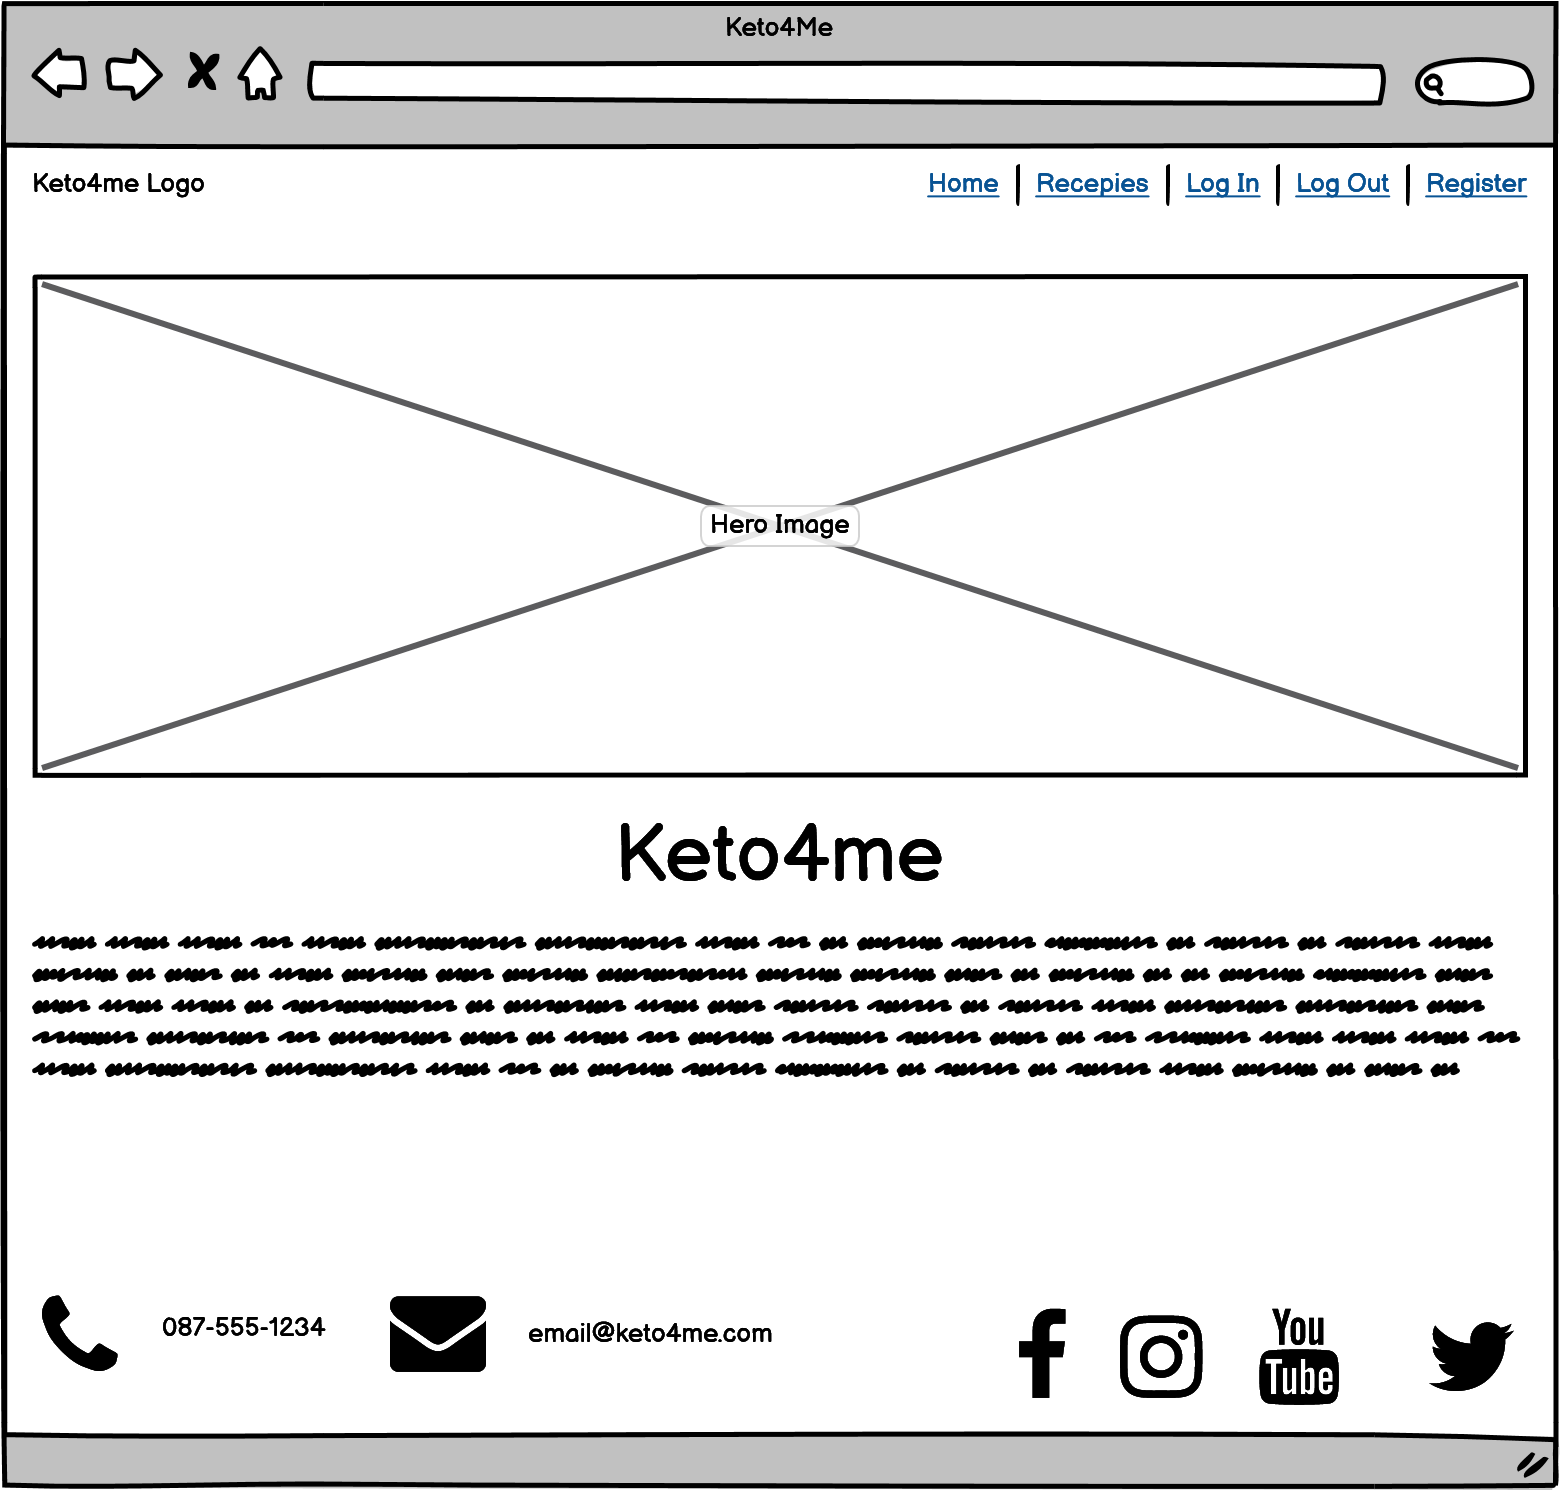 Keto4Me
Keto4me Logo
Home Recepies Log In Log Out Register
Hero Image
Keto4me
087-555-1234
email@keto4me.com
You
Tube